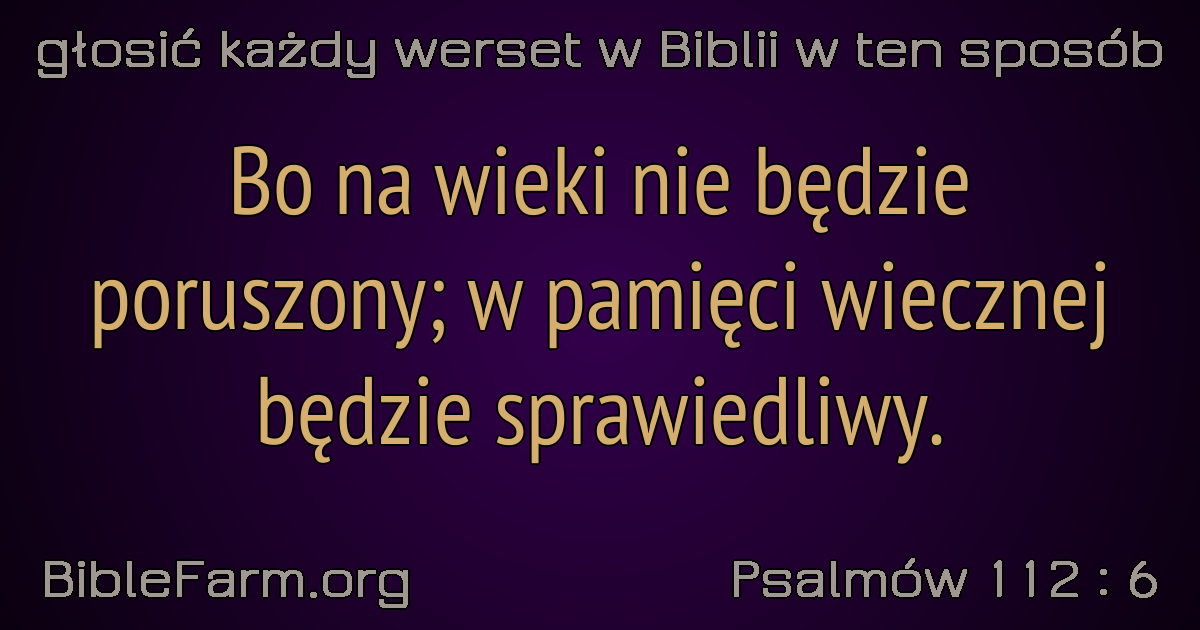 głosić każdy werset w Biblii w ten sposób
Bo na wieki nie będzie
poruszony; w pamięci wiecznej
będzie sprawiedliwy.
BibleFarm.org
Psalmów 112 : 6